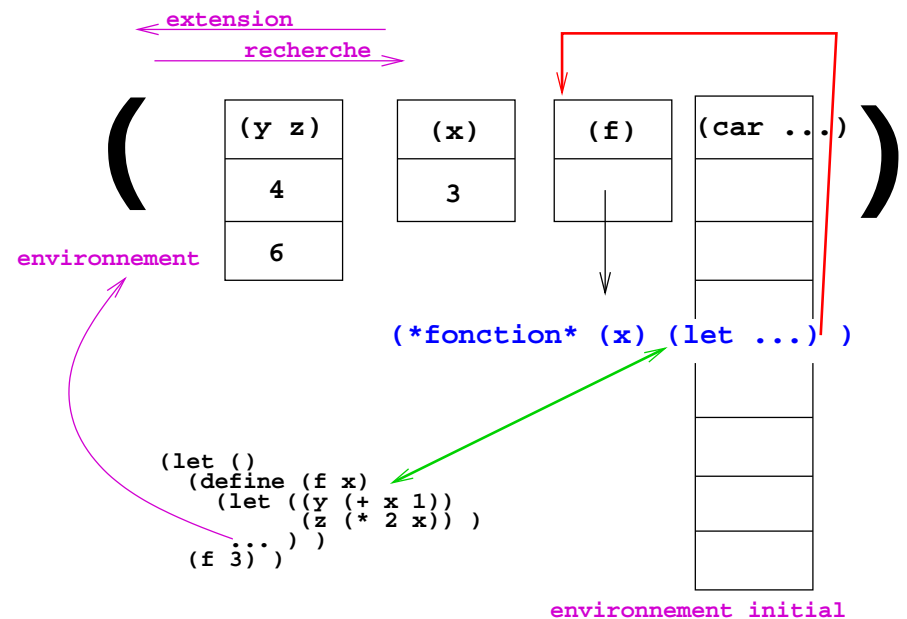 extension
recherche
( (y z) (x) (f) (car ...) )
4 3
6
environnement
(*fonction* (x) (let ...) )
(let ()
(define (f x)
(let ((y (+ x 1))
(z (* 2 x)) )
... ) )
(f 3) )
environnement initial